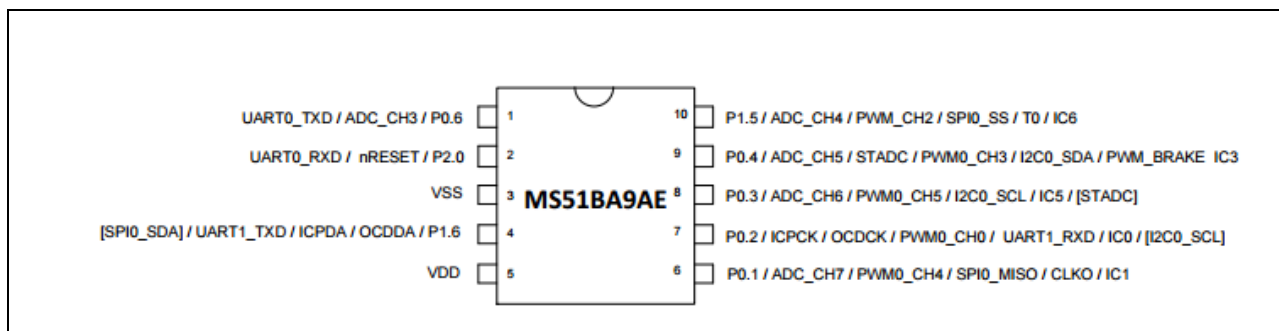 UART0_TXD / ADC_CH3 / P0.6 1 10 P1.5 / ADC_CH4 / PWM_CH2 / SPI0_SS / T0 / IC6
UART0_RXD / nRESET / P2.0 2 9 P0.4 / ADC_CH5 / STADC / PWM0_CH3 / I2C0_SDA / PWM_BRAKE IC3
VSS 3 MS51BA9AE 8 P0.3 / ADC_CH6 / PWM0_CH5 / I2C0_SCL / IC5 / [STADC]
[SPI0_SDA] / UART1_TXD / ICPDA / OCDDA / P1.6 4 7 P0.2 / ICPCK / OCDCK / PWM0_CH0 / UART1_RXD / IC0 / [I2C0_SCL]
VDD 5 6 P0.1 / ADC_CH7 / PWM0_CH4 / SPI0_MISO / CLKO / IC1